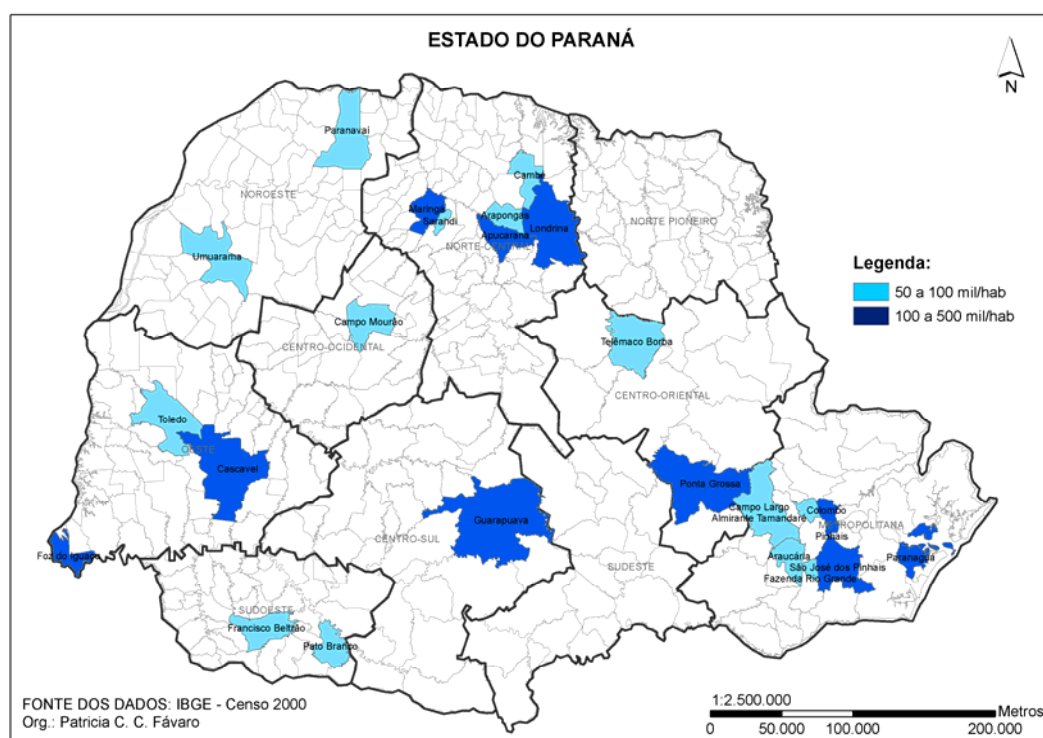 ESTADO DO PARANÁ
N
Paranavaí
NOROESTE
Cambé
Maringá
Sarandi
Arapongas
Apucarana
Londrina
NORTE-CENTRAL
NORTE PIONEIRO
Umuarama
Legenda:
50 a 100 mil/hab
100 a 500 mil/hab
Campo Mourão
CENTRO-OCIDENTAL
Telêmaco Borba
CENTRO-ORIENTAL
Toledo
OESTE
Cascavel
Ponta Grossa
Guarapuava
CENTRO-SUL
Campo Largo
Almirante Tamandaré
Colombo
METROPOLITANA
Pinhais
Foz do Iguaçu
Paranaguá
Araucária
São José dos Pinhais
Fazenda Rio Grande
SUDESTE
SUDOESTE
Francisco Beltrão
Pato Branco
FONTE DOS DADOS: IBGE - Censo 2000
Org.: Patricia C. C. Fávaro
1:2.500.000
Metros
0 50.000 100.000 200.000